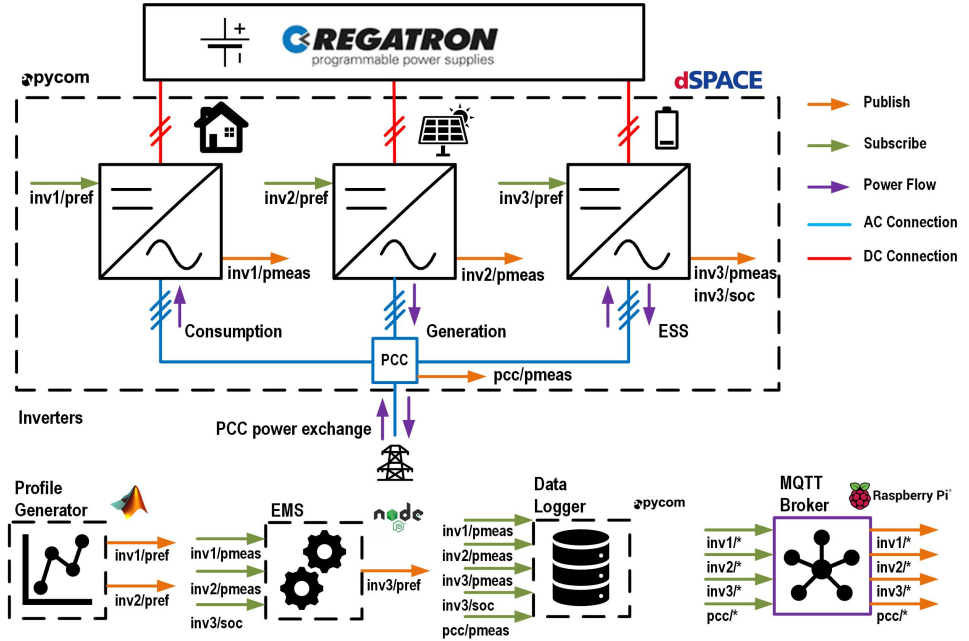 REGATRON
programmable power supplies
pycom
dSPACE
Publish
Subscribe
Power Flow
AC Connection
DC Connection
inv1/pref
inv2/pref
inv3/pref
inv1/pmeas
inv2/pmeas
inv3/pmeas
inv3/soc
Consumption
Generation
ESS
PCC
pcc/pmeas
Inverters
PCC power exchange
Profile
Generator
inv1/pref
inv2/pref
EMS
node
JS
inv1/pmeas
inv2/pmeas
inv3/soc
inv3/pref
Data
Logger
pycom
inv1/pmeas
inv2/pmeas
inv3/pmeas
inv3/soc
pcc/pmeas
MQTT
Broker
Raspberry Pi
inv1/*
inv2/*
inv3/*
pcc/*
inv1/*
inv2/*
inv3/*
pcc/*